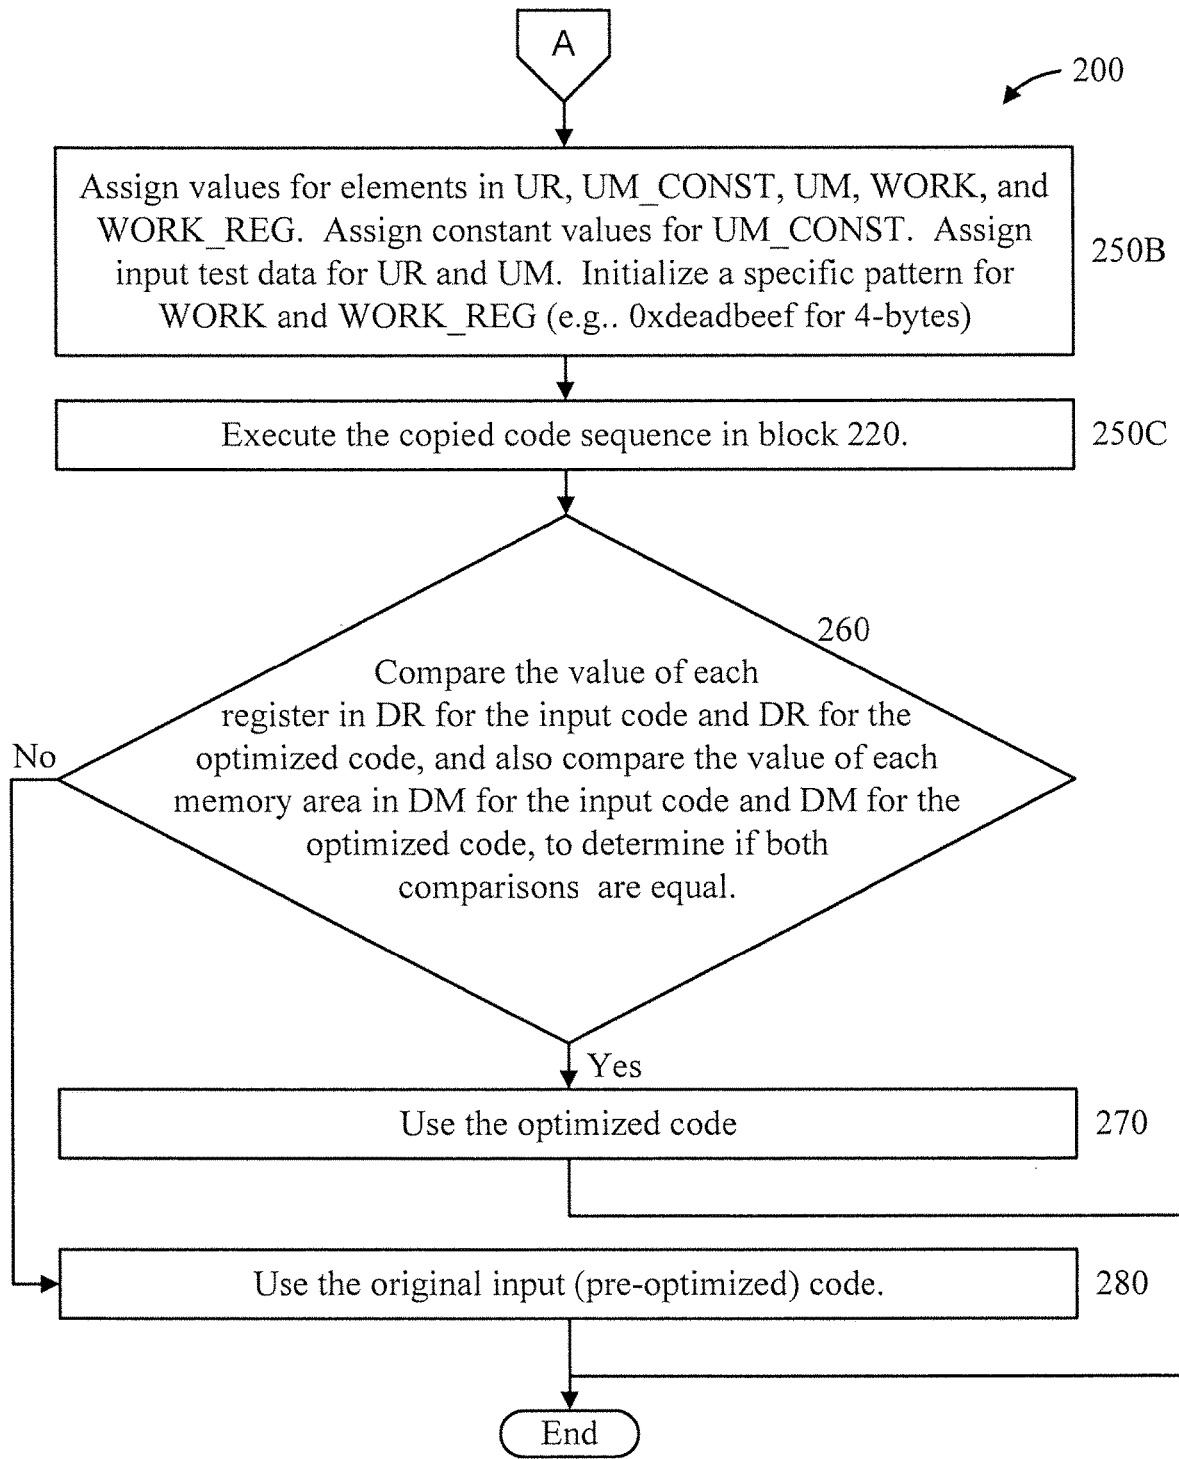 A
200
Assign values for elements in UR, UM_CONST, UM, WORK, and
WORK_REG. Assign constant values for UM_CONST. Assign
input test data for UR and UM. Initialize a specific pattern for
WORK and WORK_REG (e.g.. 0xdeadbeef for 4-bytes)
250B
Execute the copied code sequence in block 220.
250C
260
Compare the value of each
register in DR for the input code and DR for the
optimized code, and also compare the value of each
memory area in DM for the input code and DM for the
optimized code, to determine if both
comparisons are equal.
No
Yes
Use the optimized code
270
Use the original input (pre-optimized) code.
280
End